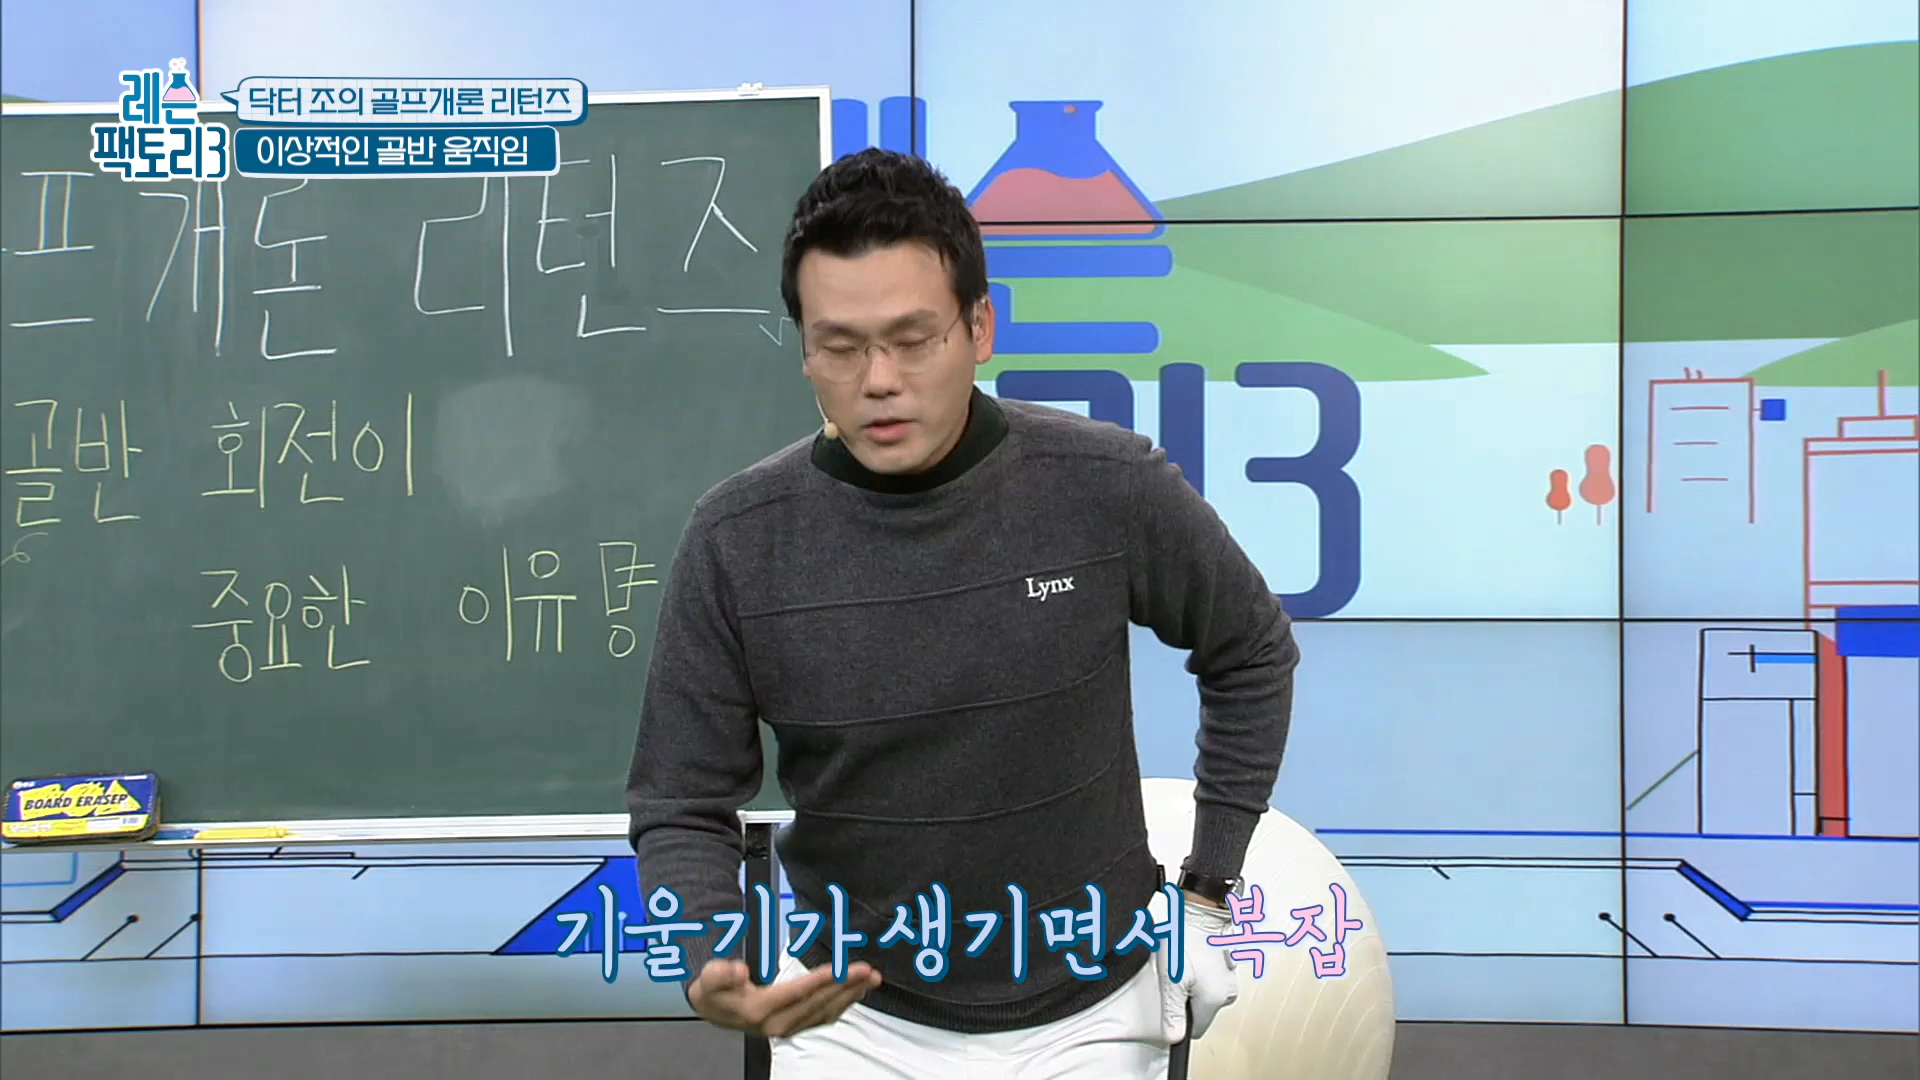 레슨
팩토리3
닥터 조의 골프개론 리턴즈
이상적인 골반 움직임
프개론 리턴즈
골반 회전이
중요한 이유
BOARD ERASER
Lynx
3
기울기가 생기면서 복잡